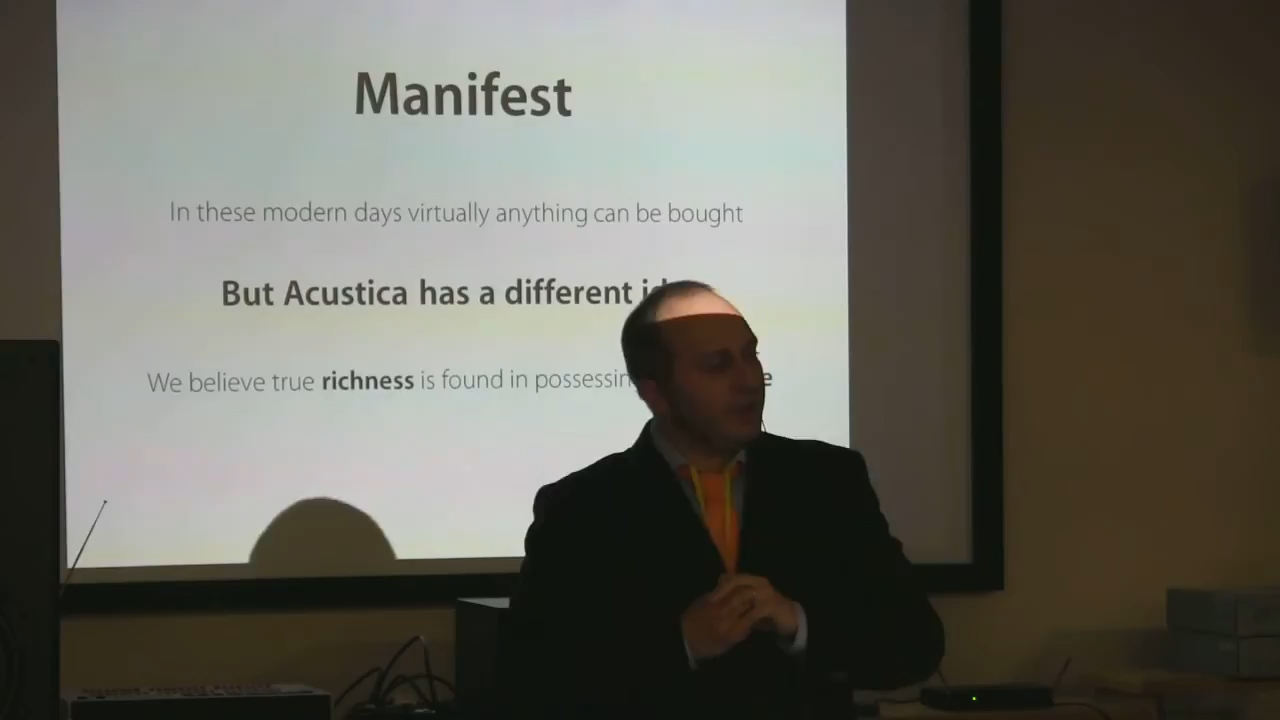 Manifest
In these modern days virtually anything can be bought
But Acustica has a different
We believe true richness is found in